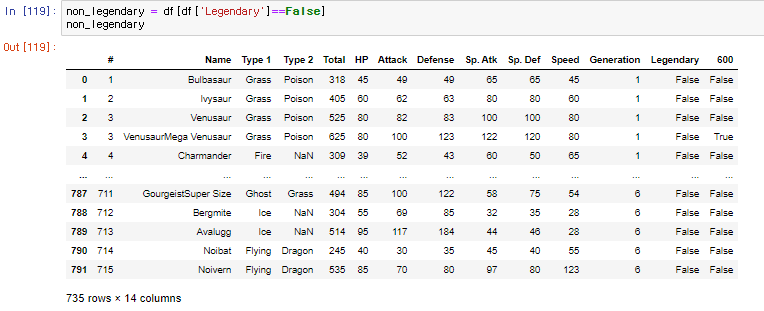 In [119]: non_legendary = df[df['Legendary']==False]
non_legendary
Out [119]:
# Name Type 1 Type 2 Total HP Attack Defense Sp. Atk Sp. Def Speed Generation Legendary 600
0 1 Bulbasaur Grass Poison 318 45 49 49 65 65 45 1 False False
1 2 Ivysaur Grass Poison 405 60 62 63 80 80 60 1 False False
2 3 Venusaur Grass Poison 525 80 82 83 100 100 80 1 False False
3 3 VenusaurMega Venusaur Grass Poison 625 80 100 123 122 120 80 1 False True
4 4 Charmander Fire NaN 309 39 52 43 60 50 65 1 False False
... ... ... ... ... ... ... ... ... ... ... ... ... ... ...
787 711 GourgeistSuper Size Ghost Grass 494 85 100 122 58 75 54 6 False False
788 712 Bergmite Ice NaN 304 55 69 85 32 35 28 6 False False
789 713 Avalugg Ice NaN 514 95 117 184 44 46 28 6 False False
790 714 Noibat Flying Dragon 245 40 30 35 45 40 55 6 False False
791 715 Noivern Flying Dragon 535 85 70 80 97 80 123 6 False False
735 rows × 14 columns